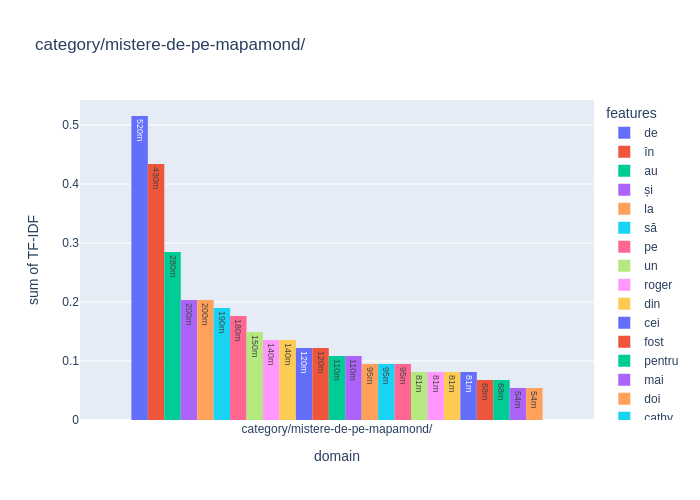 category/mistere-de-pe-mapamond/
features
de
în
au
și
la
să
pe
un
roger
din
cei
fost
pentru
mai
doi
cathy
sum of TF-IDF
0.5
0.4
0.3
0.2
0.1
0
520m
430m
280m
200m
200m
190m
180m
150m
140m
140m
120m
120m
110m
110m
95m
95m
95m
81m
81m
81m
81m
68m
68m
54m
54m
category/mistere-de-pe-mapamond/
domain